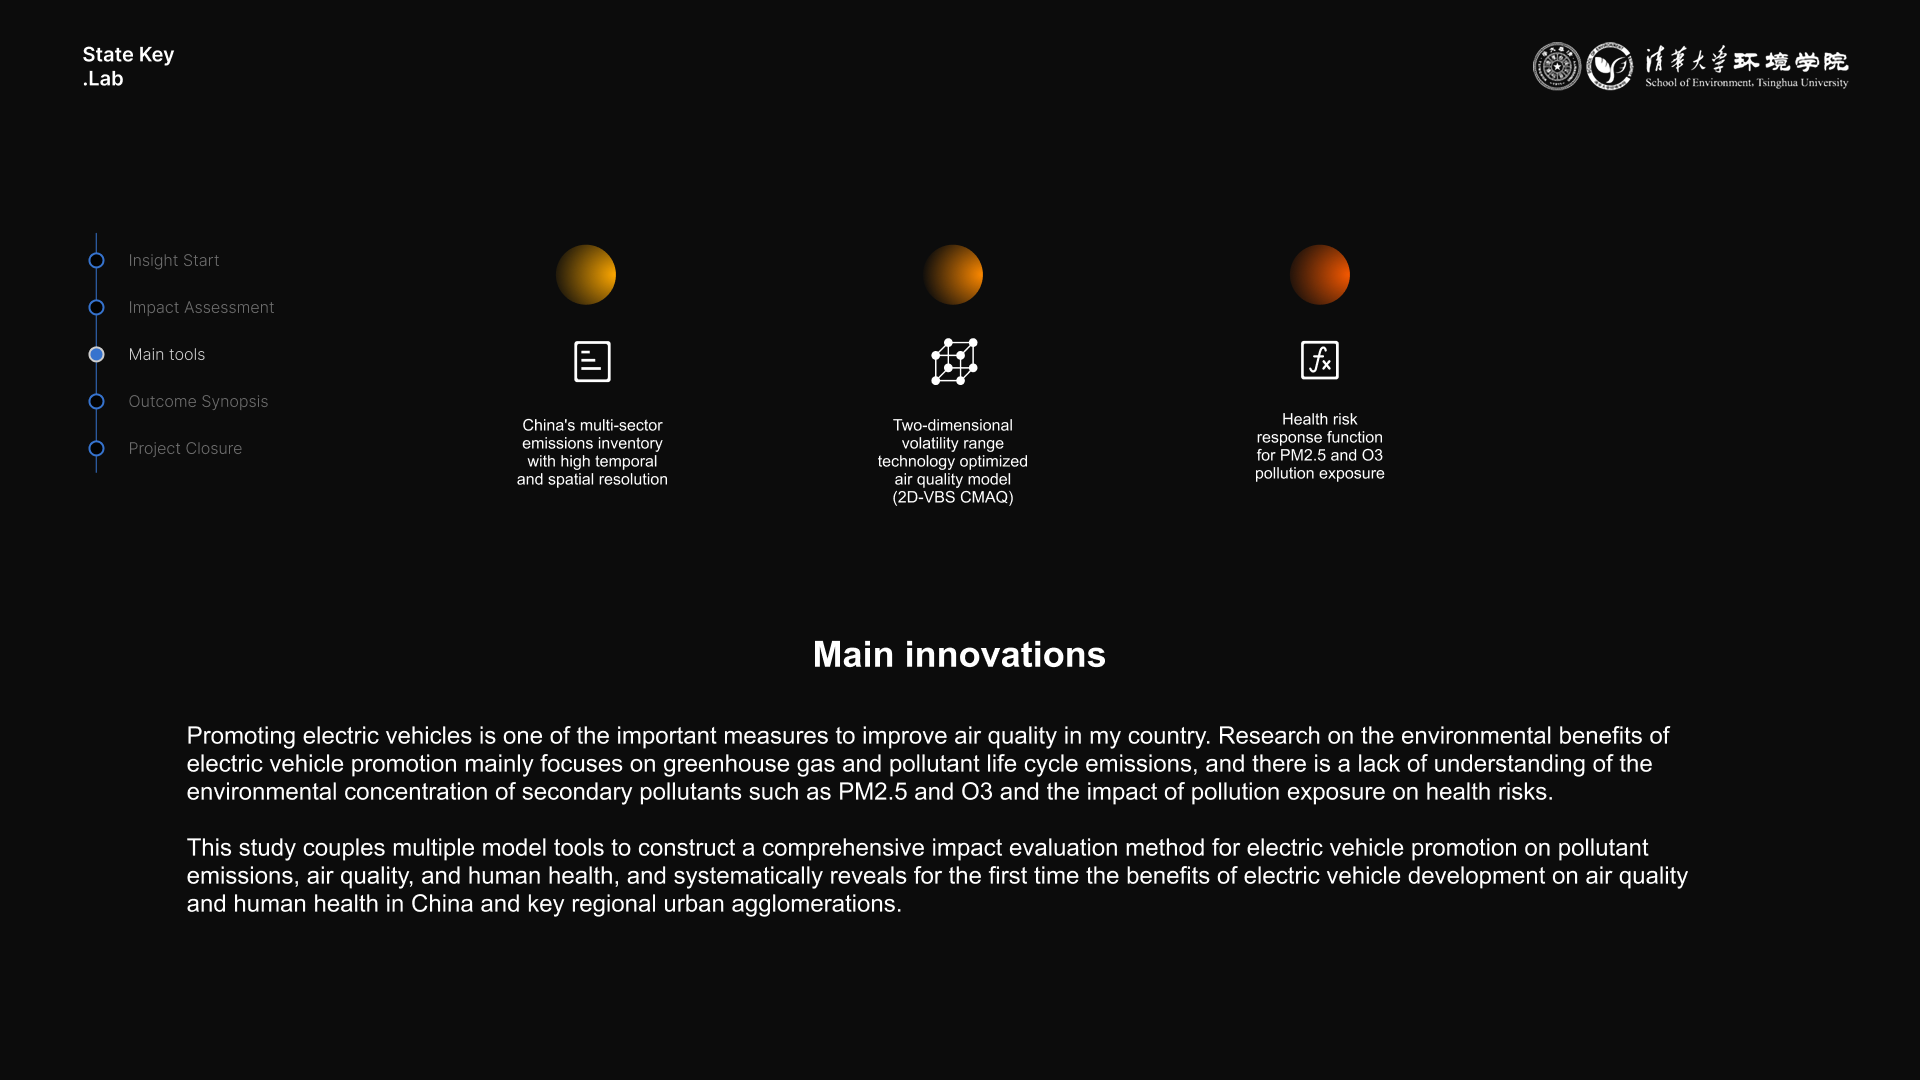 State Key
.Lab
清华大学环境学院
School of Environment, Tsinghua University
Insight Start
Impact Assessment
Main tools
Outcome Synopsis
Project Closure
China's multi-sector
emissions inventory
with high temporal
and spatial resolution
Two-dimensional
volatility range
technology optimized
air quality model
(2D-VBS CMAQ)
fx
Health risk
response function
for PM2.5 and O3
pollution exposure
Main innovations
Promoting electric vehicles is one of the important measures to improve air quality in my country. Research on the environmental benefits of
electric vehicle promotion mainly focuses on greenhouse gas and pollutant life cycle emissions, and there is a lack of understanding of the
environmental concentration of secondary pollutants such as PM2.5 and O3 and the impact of pollution exposure on health risks.
This study couples multiple model tools to construct a comprehensive impact evaluation method for electric vehicle promotion on pollutant
emissions, air quality, and human health, and systematically reveals for the first time the benefits of electric vehicle development on air quality
and human health in China and key regional urban agglomerations.